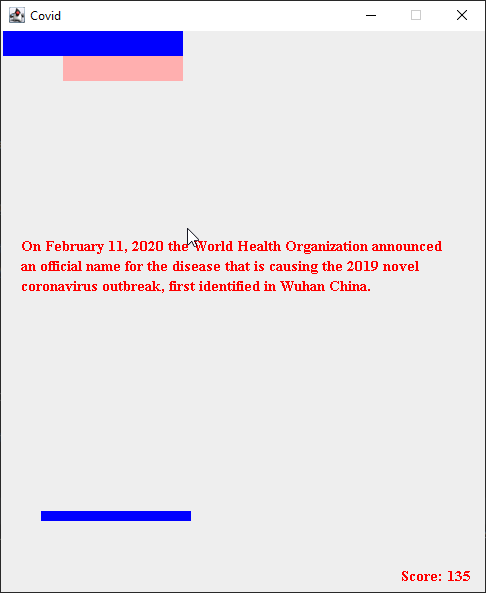 Covid
On February 11, 2020 the World Health Organization announced
an official name for the disease that is causing the 2019 novel
coronavirus outbreak, first identified in Wuhan China.
Score: 135